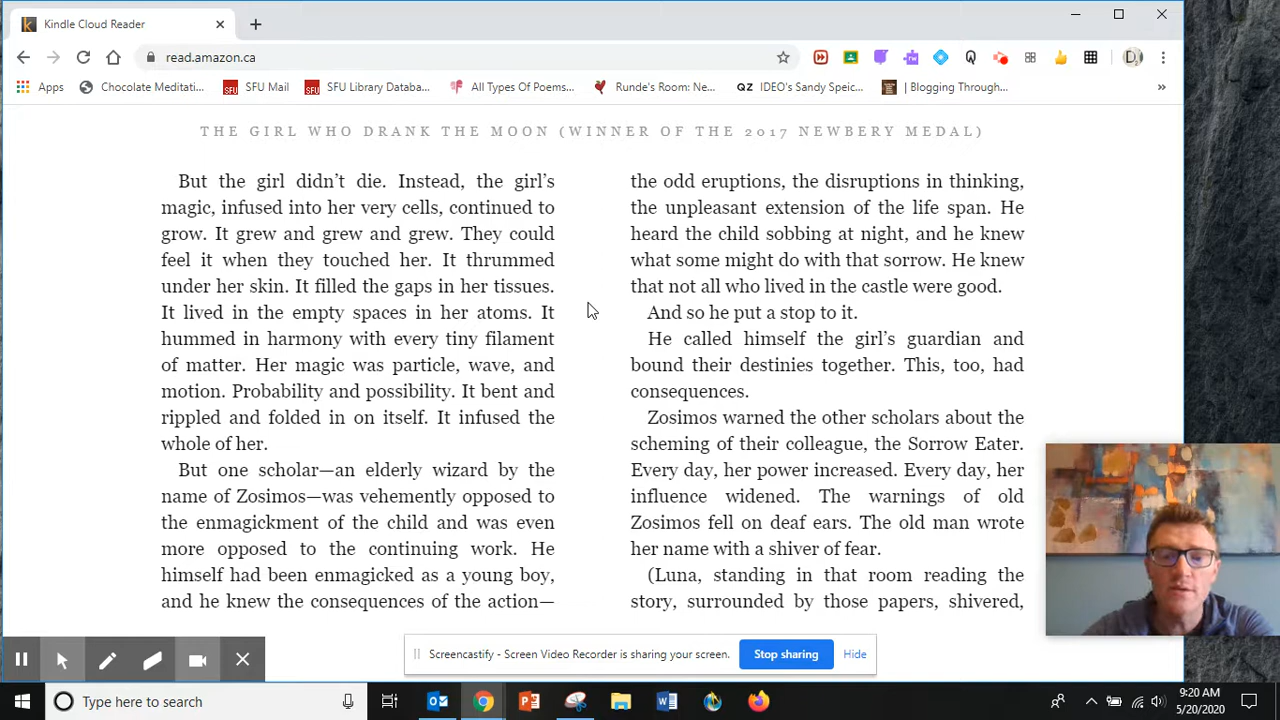 Kindle Cloud Reader
read.amazon.ca
Apps
Chocolate Meditati...
SFU
SFU Mail
SFU
SFU Library Databa...
All Types Of Poems...
Runde's Room: Ne...
QZ
IDEO's Sandy Speic...
| Blogging Through...
THE GIRL WHO DRANK THE MOON (WINNER OF THE 2017 NEWBERY MEDAL)
But the girl didn't die. Instead, the girl's
magic, infused into her very cells, continued to
grow. It grew and grew and grew. They could
feel it when they touched her. It thrummed
under her skin. It filled the gaps in her tissues.
It lived in the empty spaces in her atoms. It
hummed in harmony with every tiny filament
of matter. Her magic was particle, wave, and
motion. Probability and possibility. It bent and
rippled and folded in on itself. It infused the
whole of her.
But one scholar—an elderly wizard by the
name of Zosimos—was vehemently opposed to
the enmagickment of the child and was even
more opposed to the continuing work. He
himself had been enmagicked as a young boy,
and he knew the consequences of the action—
the odd eruptions, the disruptions in thinking,
the unpleasant extension of the life span. He
heard the child sobbing at night, and he knew
what some might do with that sorrow. He knew
that not all who lived in the castle were good.
And so he put a stop to it.
He called himself the girl's guardian and
bound their destinies together. This, too, had
consequences.
Zosimos warned the other scholars about the
scheming of their colleague, the Sorrow Eater.
Every day, her power increased. Every day, her
influence widened. The warnings of old
Zosimos fell on deaf ears. The old man wrote
her name with a shiver of fear.
(Luna, standing in that room reading the
story, surrounded by those papers, shivered,
Screencastify - Screen Video Recorder is sharing your screen.
Stop sharing
Hide
Type here to search
9:20 AM
5/20/2020